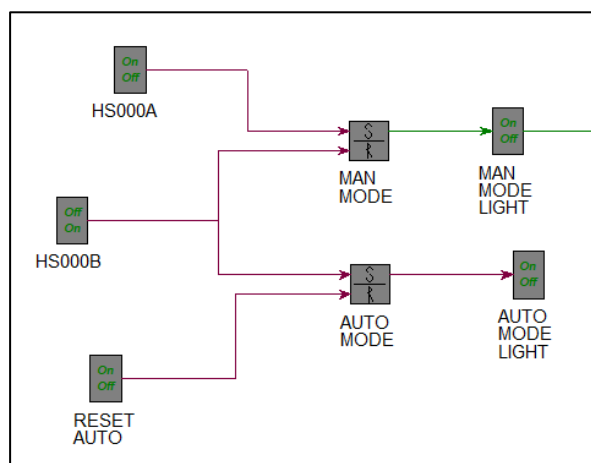 On
Off
HS000A
S
R
MAN
MODE
On
Off
MAN
MODE
LIGHT
Off
On
HS000B
S
R
AUTO
MODE
On
Off
AUTO
MODE
LIGHT
On
Off
RESET
AUTO